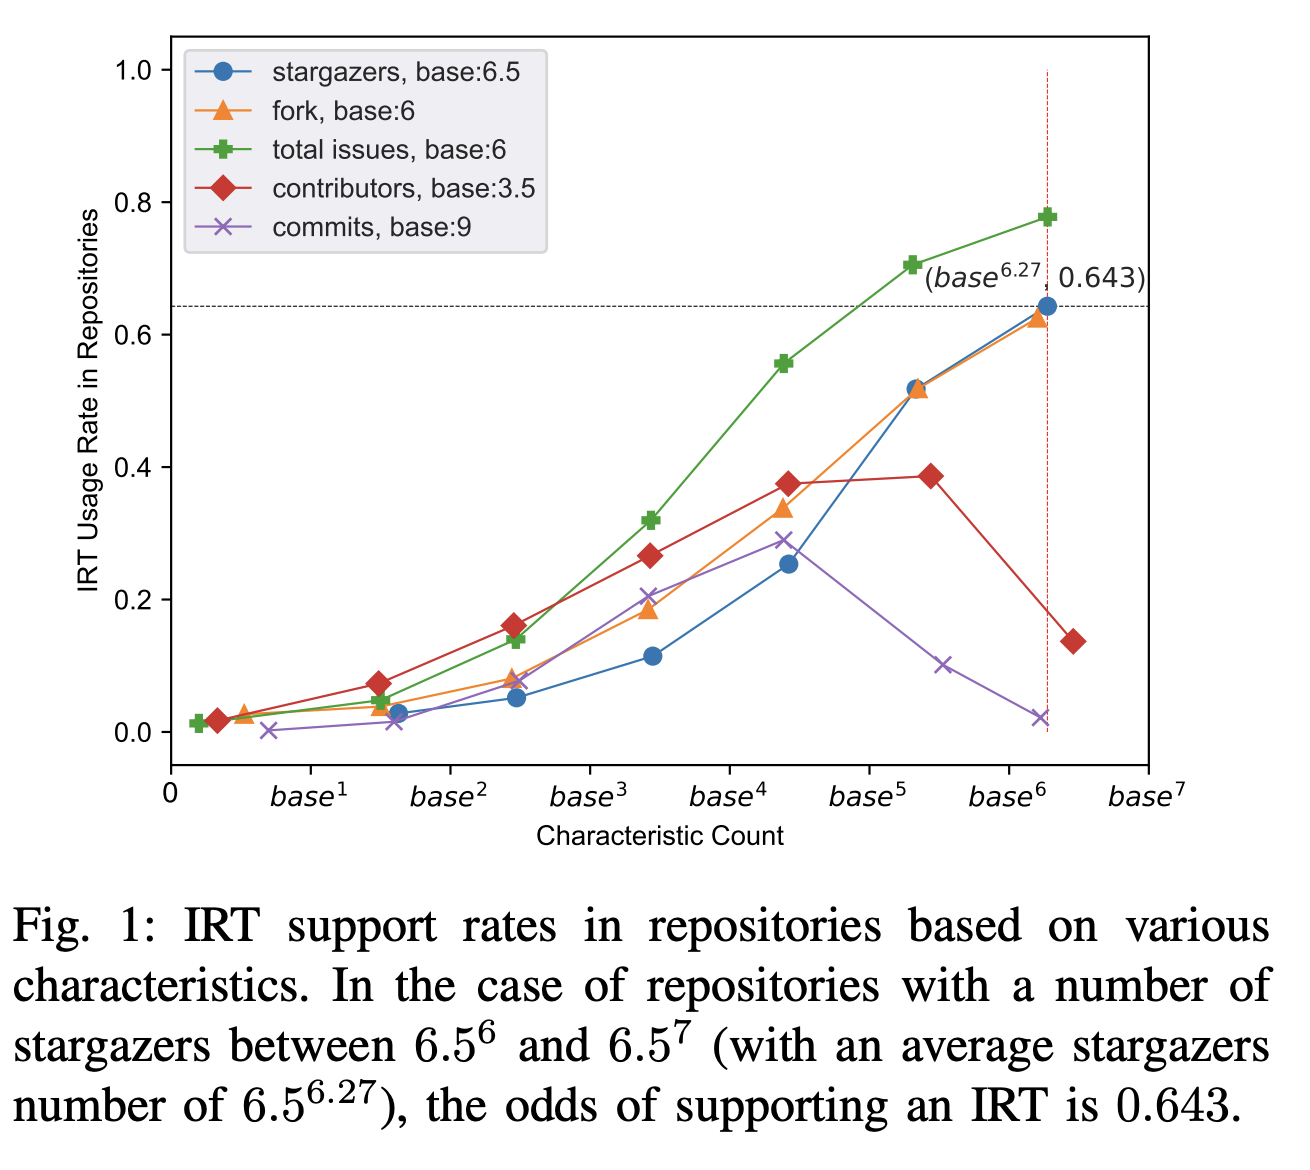 stargazers, base:6.5
fork, base:6
total issues, base:6
contributors, base:3.5
commits, base:9
1.0
0.8
0.6
0.4
0.2
0.0
IRT Usage Rate in Repositories
(base^6.27, 0.643)
0 base^1 base^2 base^3 base^4 base^5 base^6 base^7
Characteristic Count
Fig. 1: IRT support rates in repositories based on various
characteristics. In the case of repositories with a number of
stargazers between 6.5^6 and 6.5^7 (with an average stargazers
number of 6.5^6.27), the odds of supporting an IRT is 0.643.